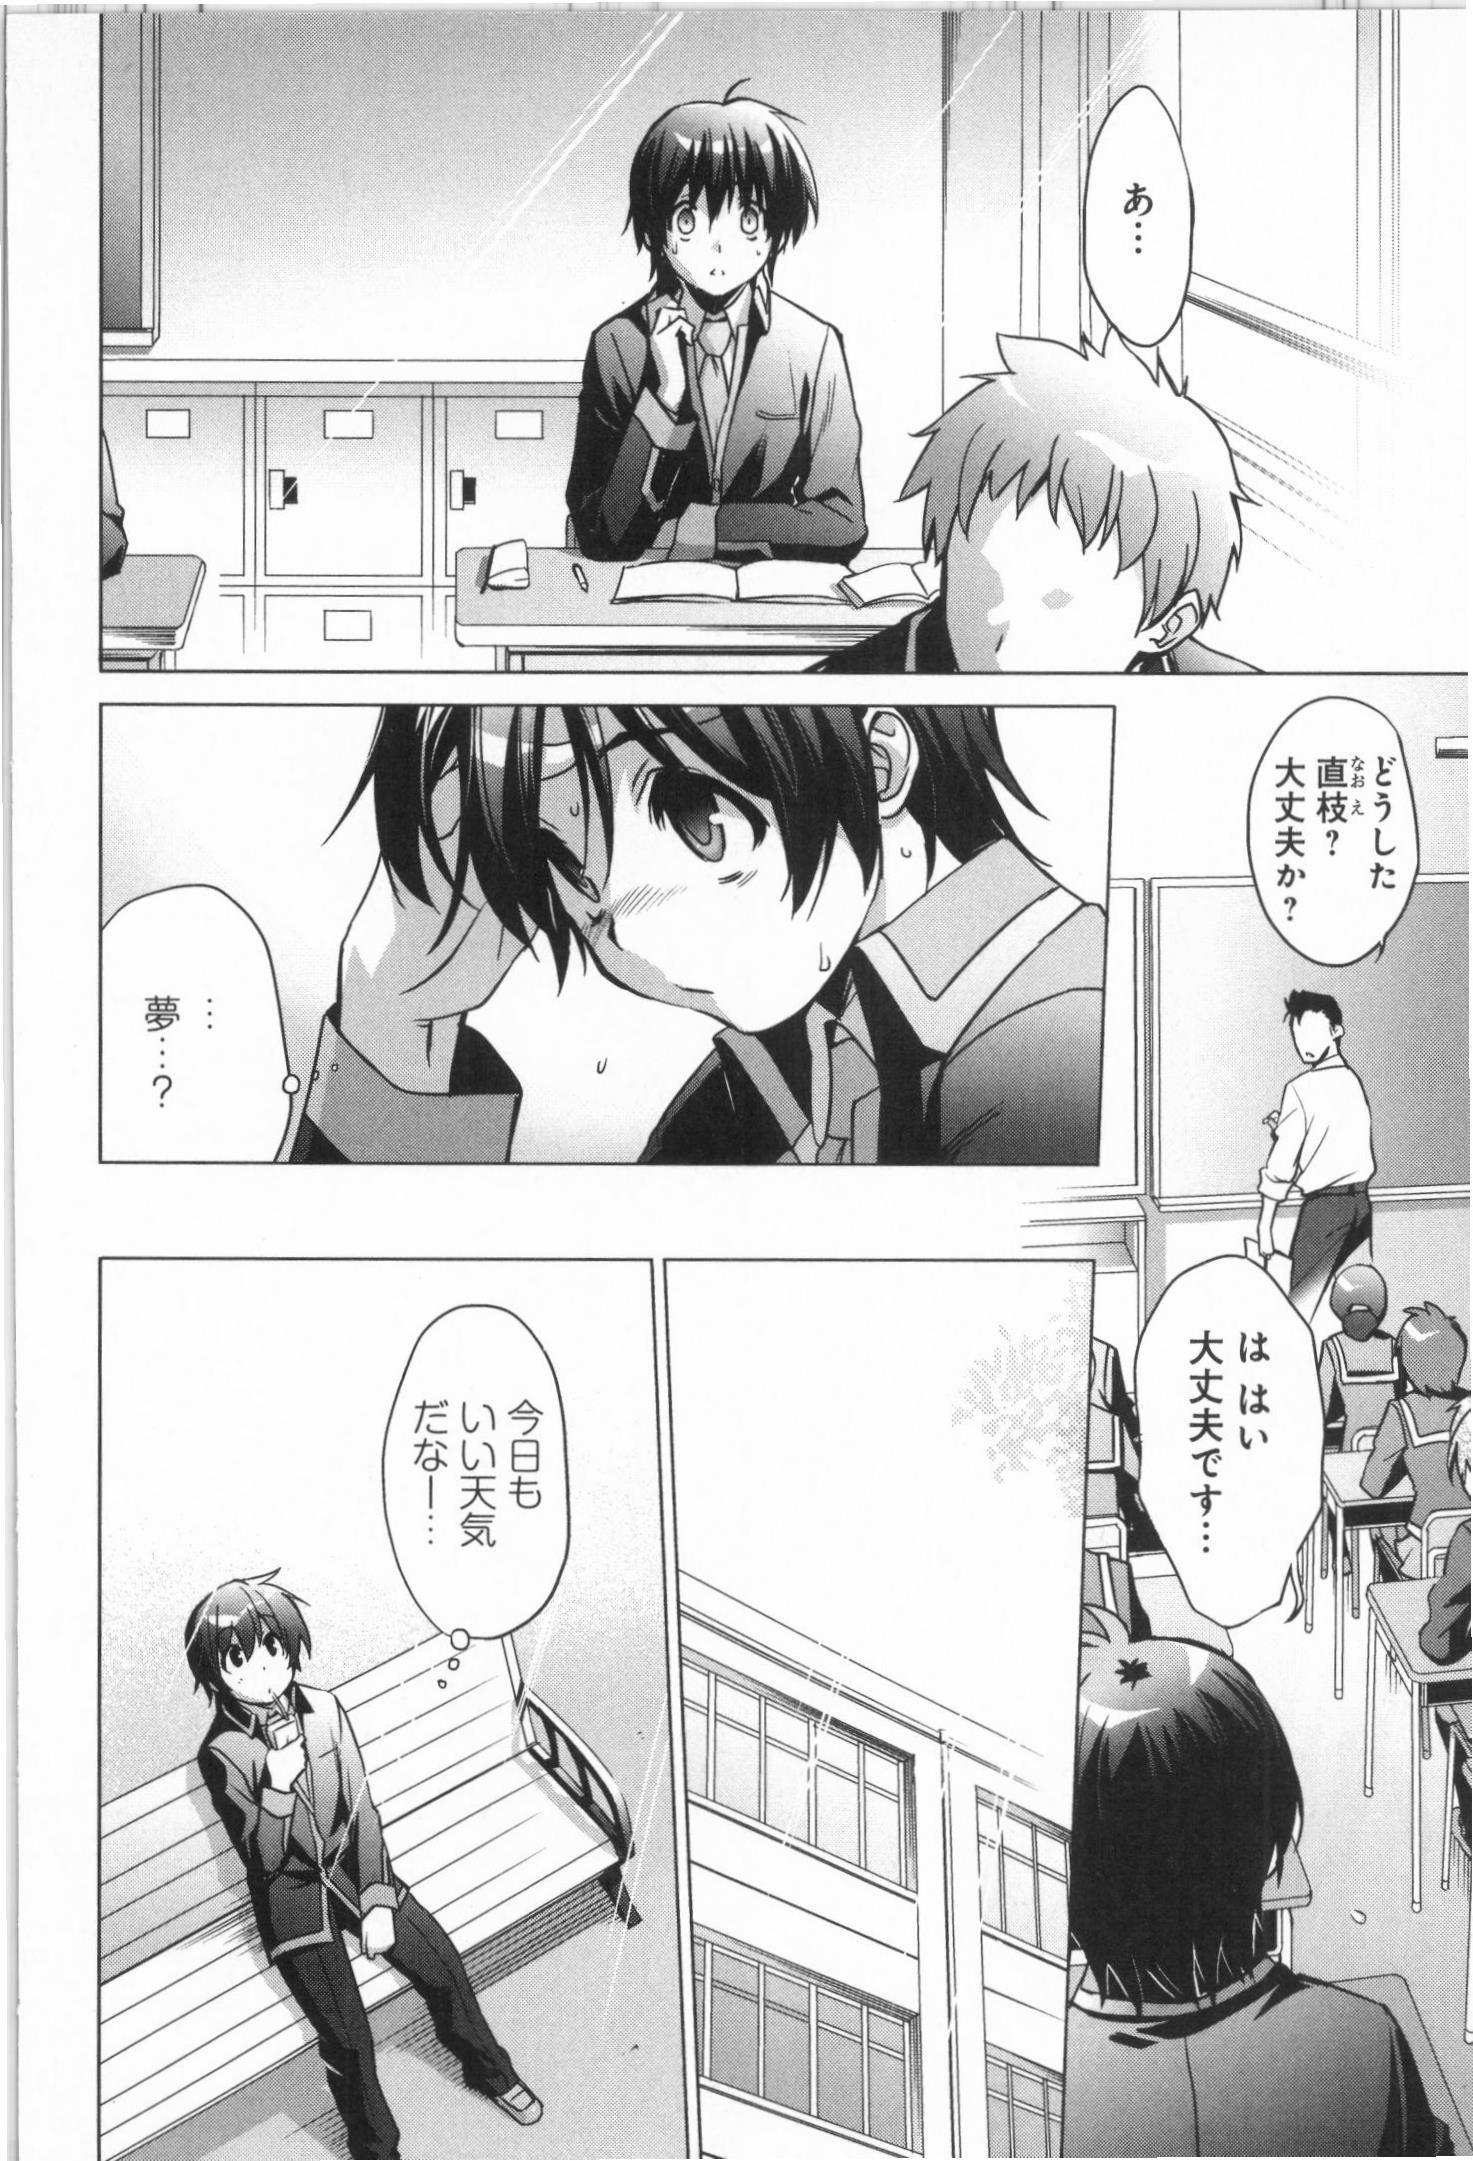 あ…
どうした
直枝?
なおえ
大丈夫か?
は はい
大丈夫です…
…
夢…?
今日も
いい天気
だなー…